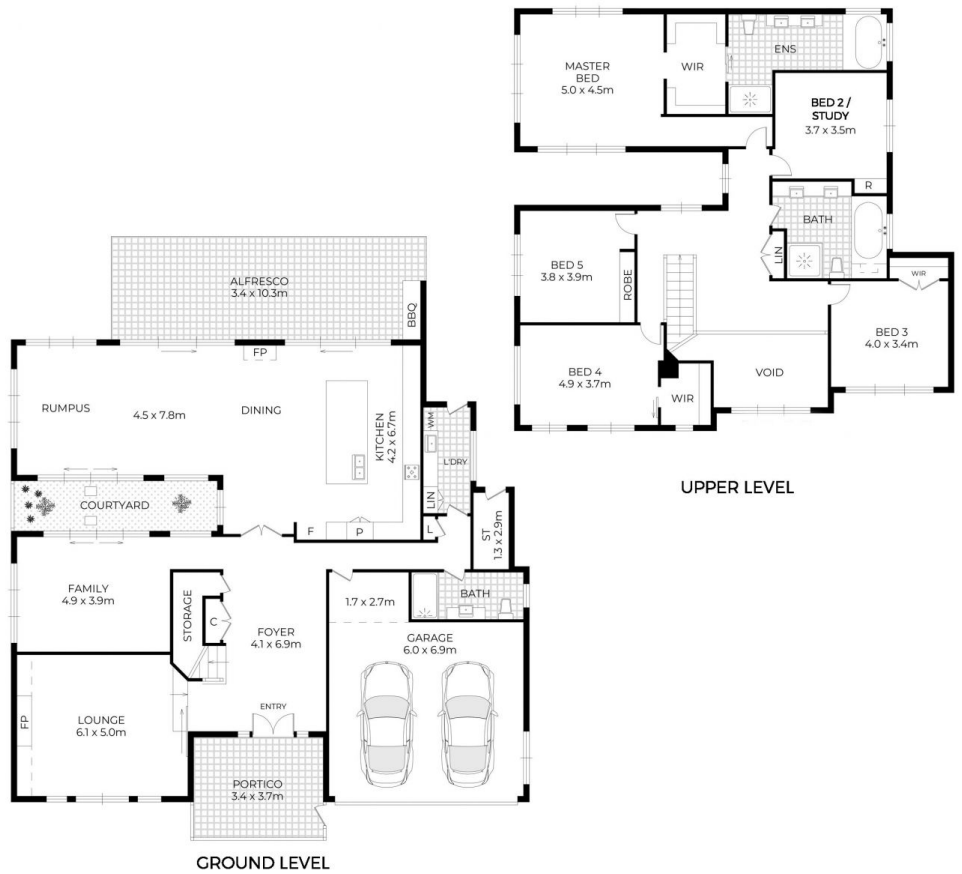 MASTER
BED
5.0 x 4.5m
WIR
ENS
BED 2 /
STUDY
3.7 x 3.5m
R
BATH
LIN
WIR
BED 5
3.8 x 3.9m
ROBE
BED 3
4.0 x 3.4m
BED 4
4.9 x 3.7m
WIR
VOID
UPPER LEVEL
ALFRESCO
3.4 x 10.3m
BBQ
FP
RUMPUS
4.5 x 7.8m
DINING
KITCHEN
4.2 x 6.7m
WM
L'DRY
LIN
COURTYARD
F
P
L
ST
1.3 x 2.9m
FAMILY
4.9 x 3.9m
STORAGE
C
1.7 x 2.7m
BATH
FOYER
4.1 x 6.9m
GARAGE
6.0 x 6.9m
FP
LOUNGE
6.1 x 5.0m
ENTRY
PORTICO
3.4 x 3.7m
GROUND LEVEL